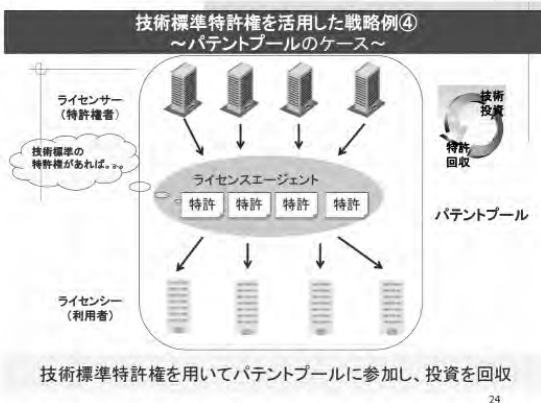 技術標準特許権を活用した戦略例④
～パテントプールのケース～
ライセンサー
（特許権者）
技術標準の
特許権があれば。。。
技術
投資
特許
回収
ライセンスエージェント
特許 特許 特許 特許
パテントプール
ライセンシー
（利用者）
技術標準特許権を用いてパテントプールに参加し、投資を回収
24